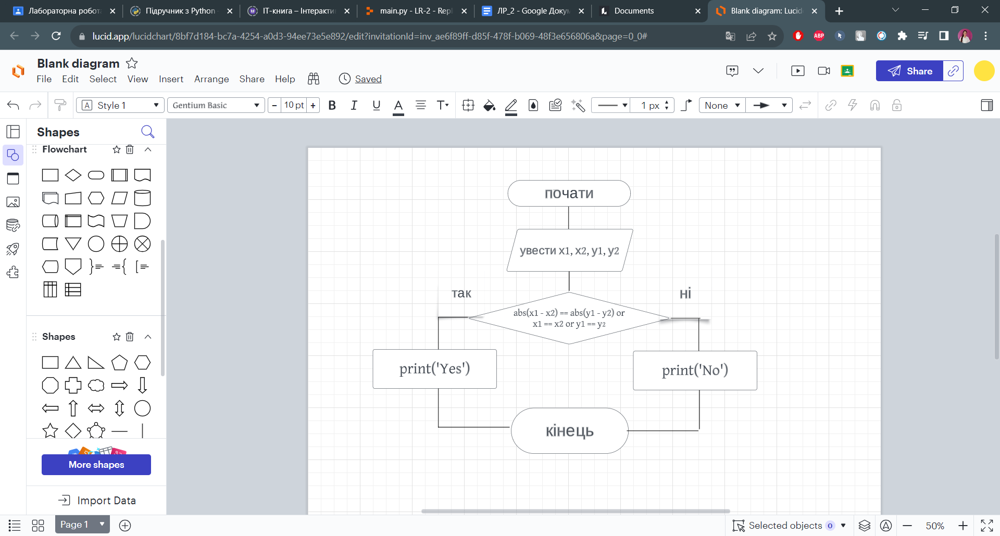 Лабораторна робота
Підручник з Python
ІТ-книга – Інтеракти
main.py - LR-2 - Repl
ЛР_2 - Google Докум
Documents
Blank diagram: Lucid
lucid.app/lucidchart/8bf7d184-bc7a-4254-a0d3-94ee73e5e892/edit?invitationId=inv_ae6f89ff-d85f-478f-b069-48f3e656806a&page=0_0#
ABP
Blank diagram
File Edit Select View Insert Arrange Share Help Saved
Share
A Style 1 Gentium Basic - 10 pt + B I U A T 1 px None
Shapes
Flowchart
Shapes
More shapes
Import Data
почати
увести x1, x2, y1, y2
так
ні
abs(x1 - x2) == abs(y1 - y2) or
x1 == x2 or y1 == y2
print('Yes')
print('No')
кінець
Page 1
Selected objects 0
50%